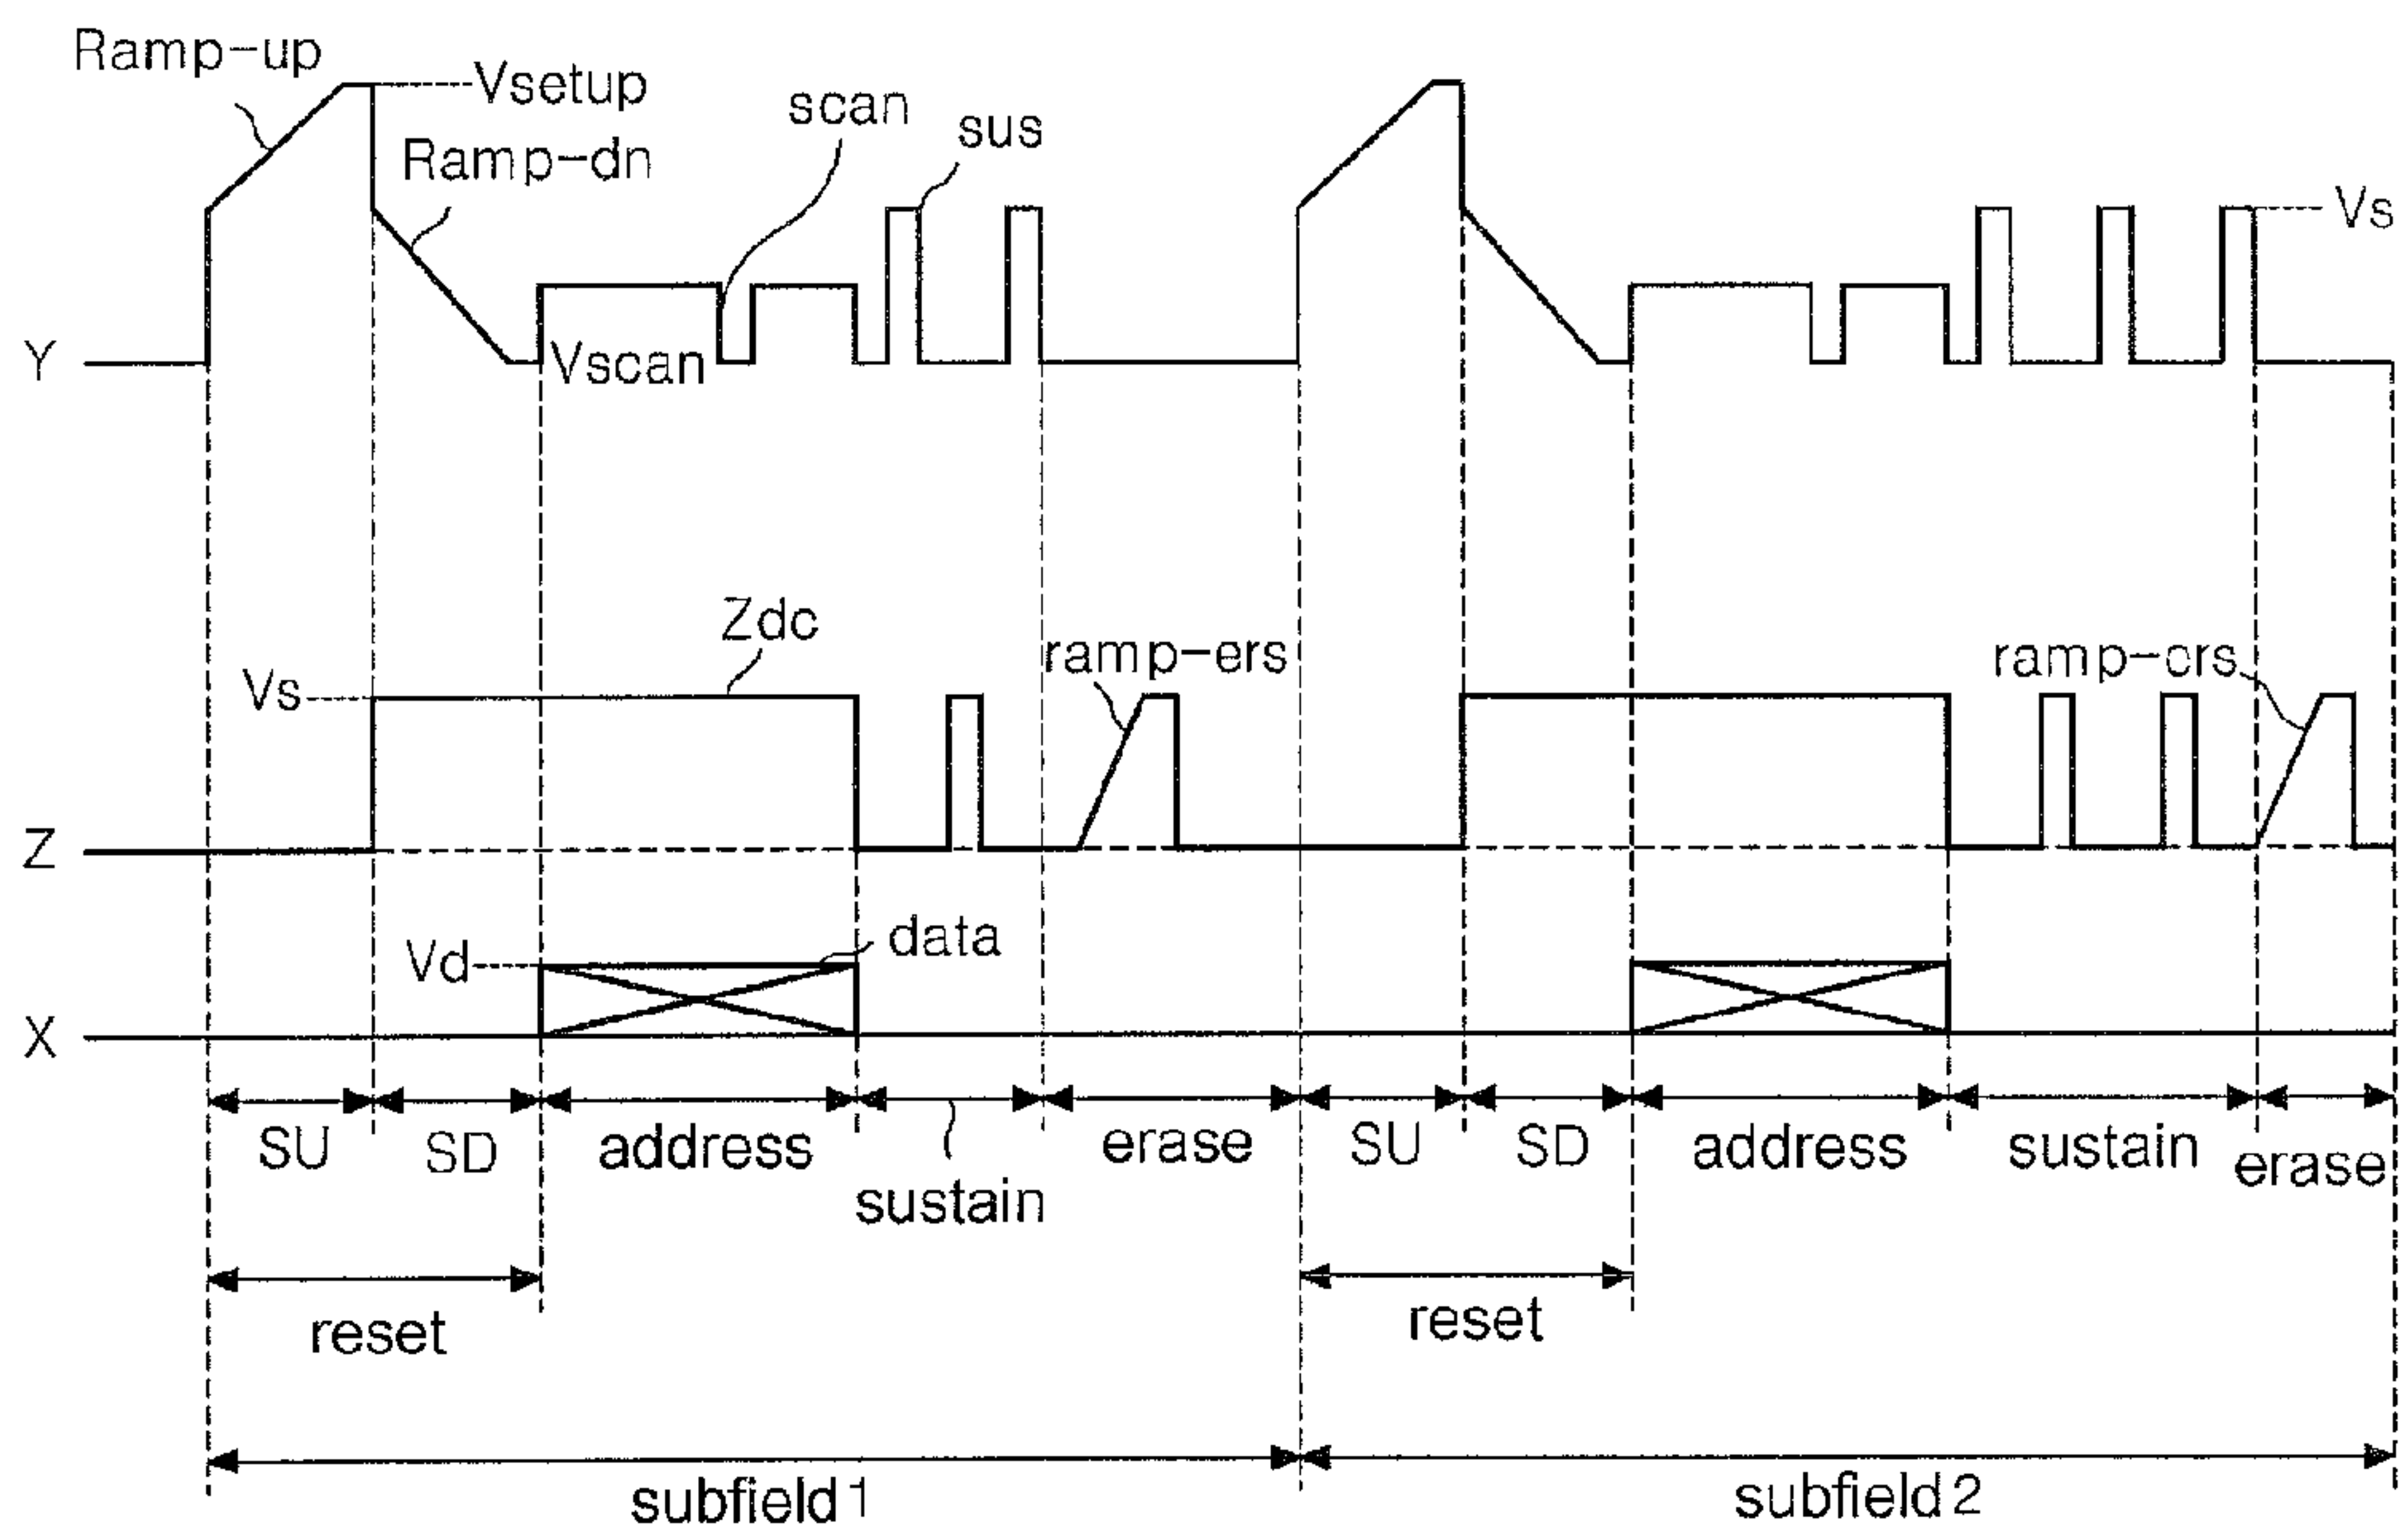 Ramp-up
Vsetup
scan
sus
Ramp-dn
Vs
Y
Vscan
Zdc
ramp-ers
ramp-crs
Vs
Z
data
Vd
X
SU
SD
address
sustain
erase
SU
SD
address
sustain
erase
reset
reset
subfield 1
subfield 2